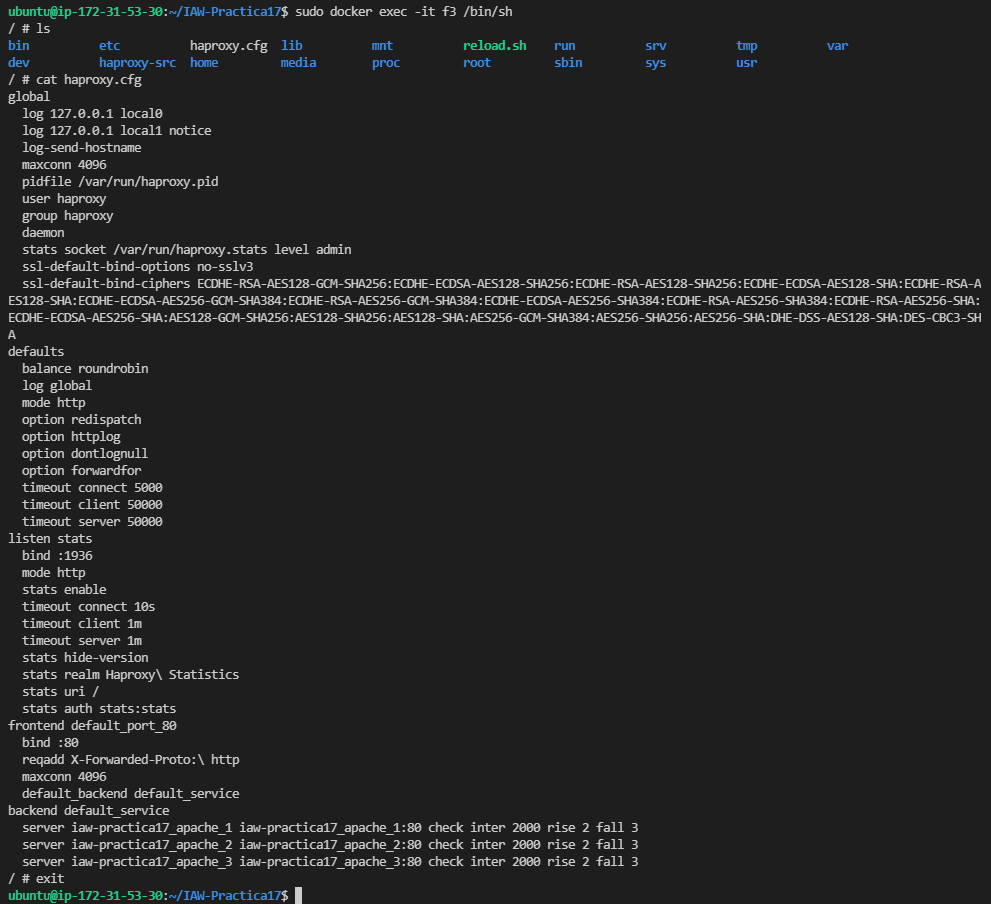 ubuntu@ip-172-31-53-30:~/IAW-Practica17$ sudo docker exec -it f3 /bin/sh
/ # ls
bin etc haproxy.cfg lib mnt reload.sh run srv tmp var
dev haproxy-src home media proc root sbin sys usr
/ # cat haproxy.cfg
global
  log 127.0.0.1 local0
  log 127.0.0.1 local1 notice
  log-send-hostname
  maxconn 4096
  pidfile /var/run/haproxy.pid
  user haproxy
  group haproxy
  daemon
  stats socket /var/run/haproxy.stats level admin
  ssl-default-bind-options no-sslv3
  ssl-default-bind-ciphers ECDHE-RSA-AES128-GCM-SHA256:ECDHE-ECDSA-AES128-GCM-SHA256:ECDHE-RSA-AES128-SHA256:ECDHE-ECDSA-AES128-SHA:ECDHE-RSA-A
ES128-SHA:ECDHE-ECDSA-AES256-GCM-SHA384:ECDHE-RSA-AES256-GCM-SHA384:ECDHE-ECDSA-AES256-SHA384:ECDHE-RSA-AES256-SHA384:ECDHE-RSA-AES256-SHA:
ECDHE-ECDSA-AES256-SHA:AES128-GCM-SHA256:AES128-SHA256:AES128-SHA:AES256-GCM-SHA384:AES256-SHA256:AES256-SHA:DHE-DSS-AES128-SHA:DES-CBC3-SH
A
defaults
  balance roundrobin
  log global
  mode http
  option redispatch
  option httplog
  option dontlognull
  option forwardfor
  timeout connect 5000
  timeout client 50000
  timeout server 50000
listen stats
  bind :1936
  mode http
  stats enable
  timeout connect 10s
  timeout client 1m
  timeout server 1m
  stats hide-version
  stats realm Haproxy\ Statistics
  stats uri /
  stats auth stats:stats
frontend default_port_80
  bind :80
  reqadd X-Forwarded-Proto:\ http
  maxconn 4096
  default_backend default_service
backend default_service
  server iaw-practica17_apache_1 iaw-practica17_apache_1:80 check inter 2000 rise 2 fall 3
  server iaw-practica17_apache_2 iaw-practica17_apache_2:80 check inter 2000 rise 2 fall 3
  server iaw-practica17_apache_3 iaw-practica17_apache_3:80 check inter 2000 rise 2 fall 3
/ # exit
ubuntu@ip-172-31-53-30:~/IAW-Practica17$